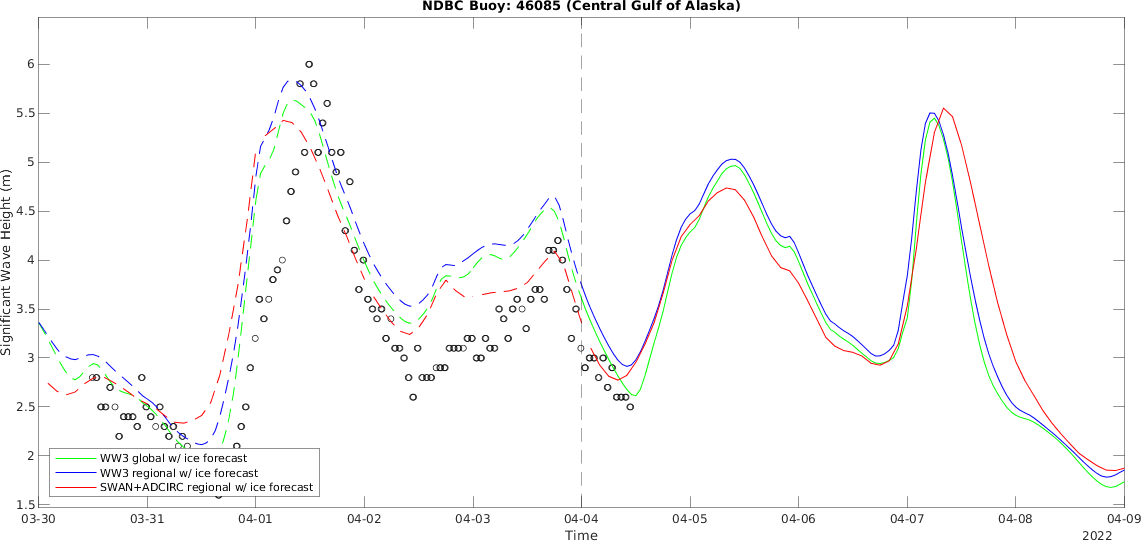 NDBC Buoy: 46085 (Central Gulf of Alaska)
Significant Wave Height (m)
6
5.5
5
4.5
4
3.5
3
2.5
2
1.5
WW3 global w/ ice forecast
WW3 regional w/ ice forecast
SWAN+ADCIRC regional w/ ice forecast
03-30 03-31 04-01 04-02 04-03 04-04 04-05 04-06 04-07 04-08 04-09
Time 2022